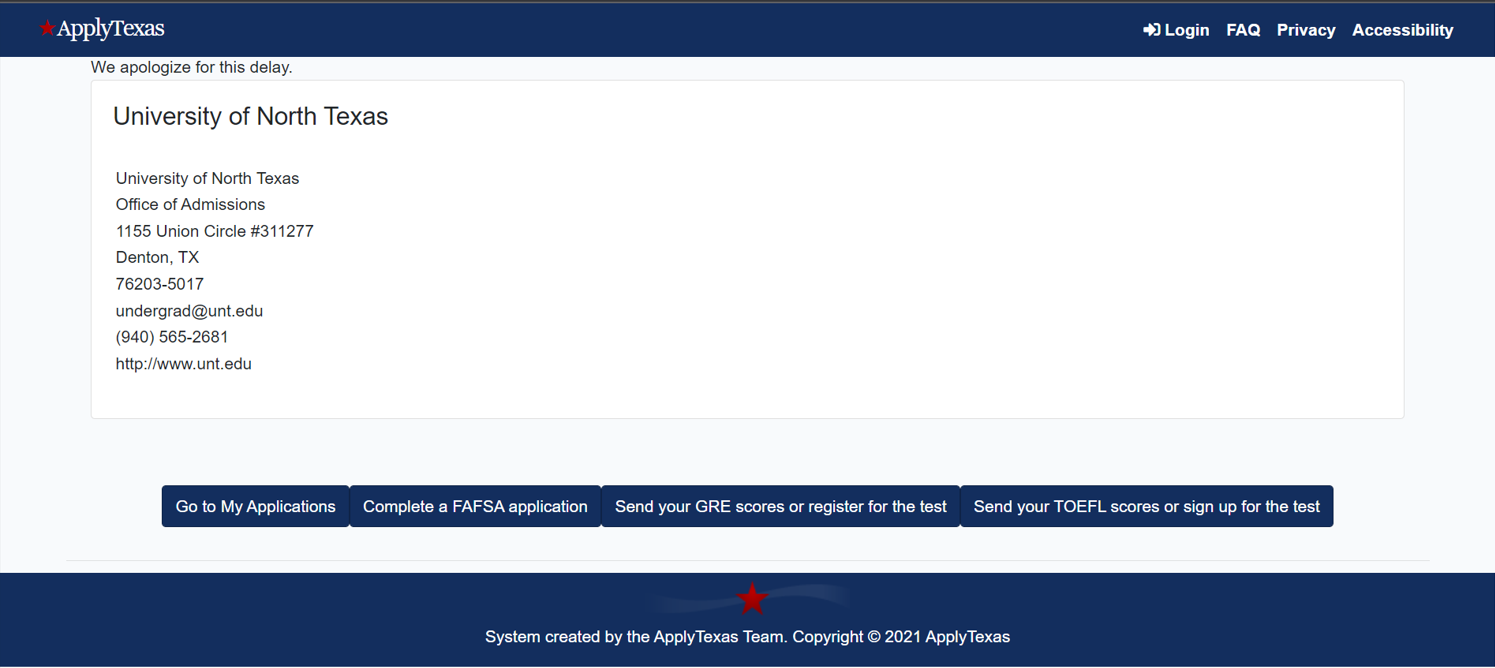 ApplyTexas
Login FAQ Privacy Accessibility
We apologize for this delay.
University of North Texas
University of North Texas
Office of Admissions
1155 Union Circle #311277
Denton, TX
76203-5017
undergrad@unt.edu
(940) 565-2681
http://www.unt.edu
Go to My Applications Complete a FAFSA application Send your GRE scores or register for the test Send your TOEFL scores or sign up for the test
System created by the ApplyTexas Team. Copyright © 2021 ApplyTexas